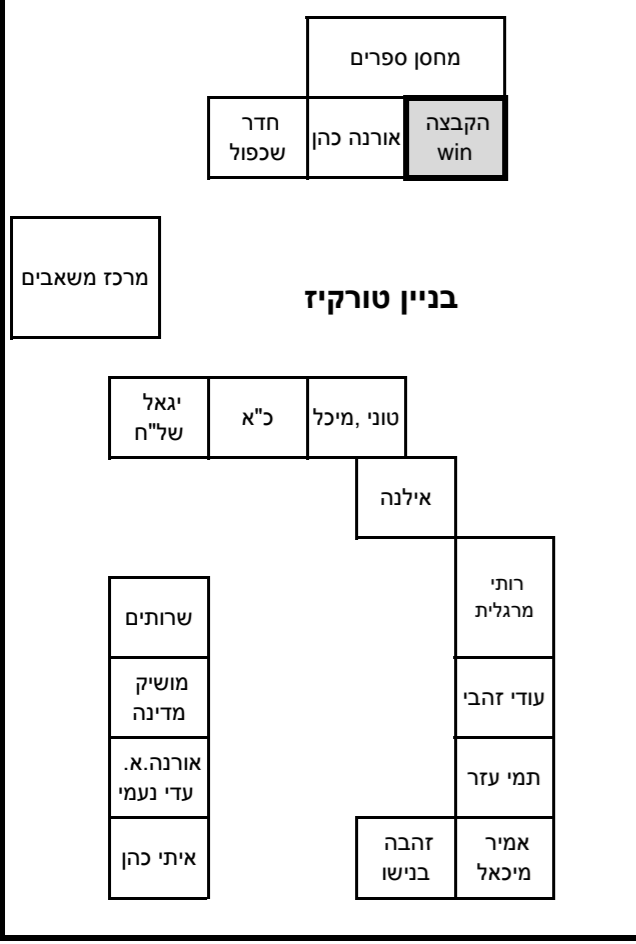 מחסן ספרים
הקבצה
win
אורנה כהן
חדר
שכפול
מרכז משאבים
בניין טורקיז
טוני ,מיכל
כ"א
יגאל
של"ח
אילנה
רותי
מרגלית
עודי זהבי
תמי עזר
אמיר
מיכאל
זהבה
בנישו
שרותים
מושיק
מדינה
אורנה.א.
עדי נעמי
איתי כהן